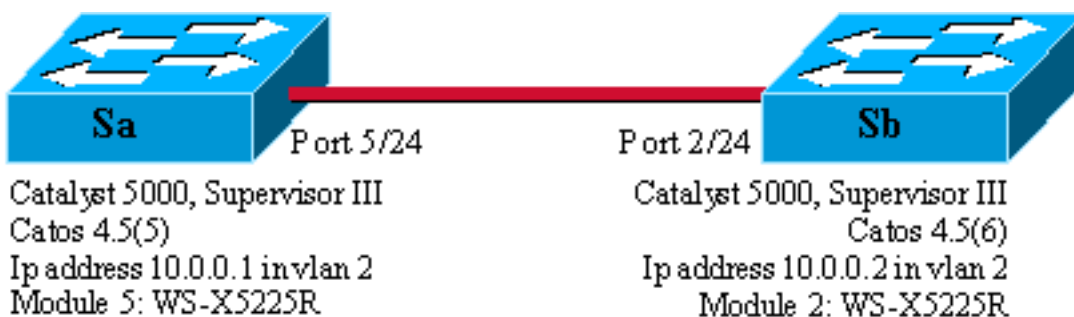 Sa
Sb
Port 5/24
Port 2/24
Catalyst 5000, Supervisor III
Catos 4.5(5)
Ip address 10.0.0.1 in vlan 2
Module 5: WS-X5225R
Catalyst 5000, Supervisor III
Catos 4.5(6)
Ip address 10.0.0.2 in vlan 2
Module 2: WS-X5225R